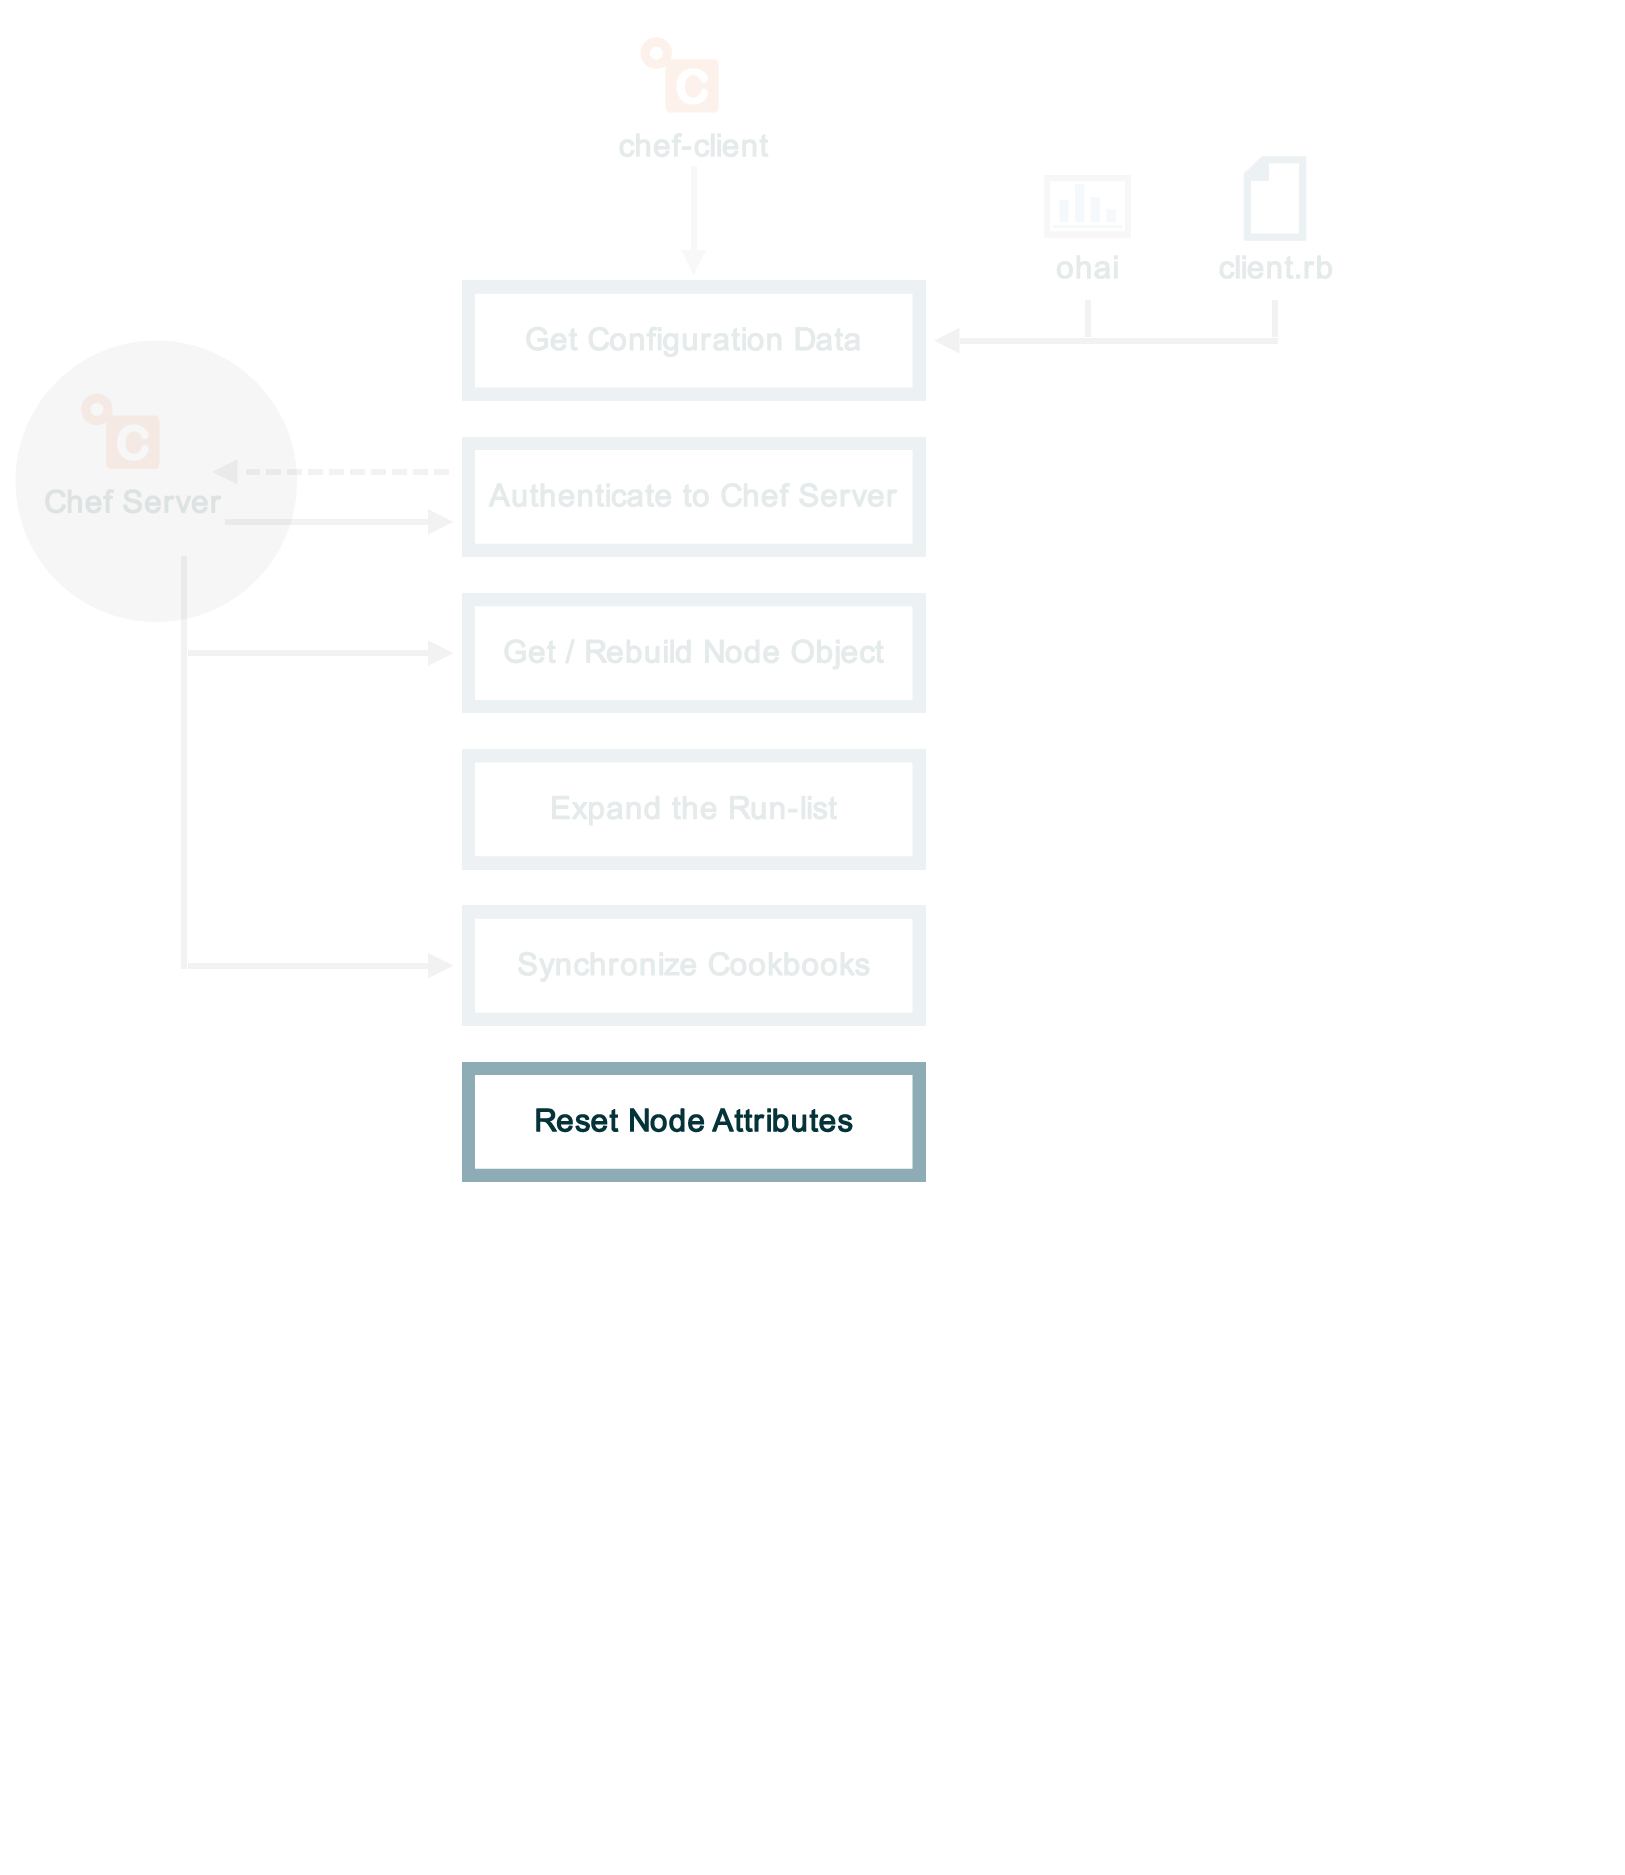 C
chef-client
ohai
client.rb
Get Configuration Data
C
Chef Server
Authenticate to Chef Server
Get / Rebuild Node Object
Expand the Run-list
Synchronize Cookbooks
Reset Node Attributes